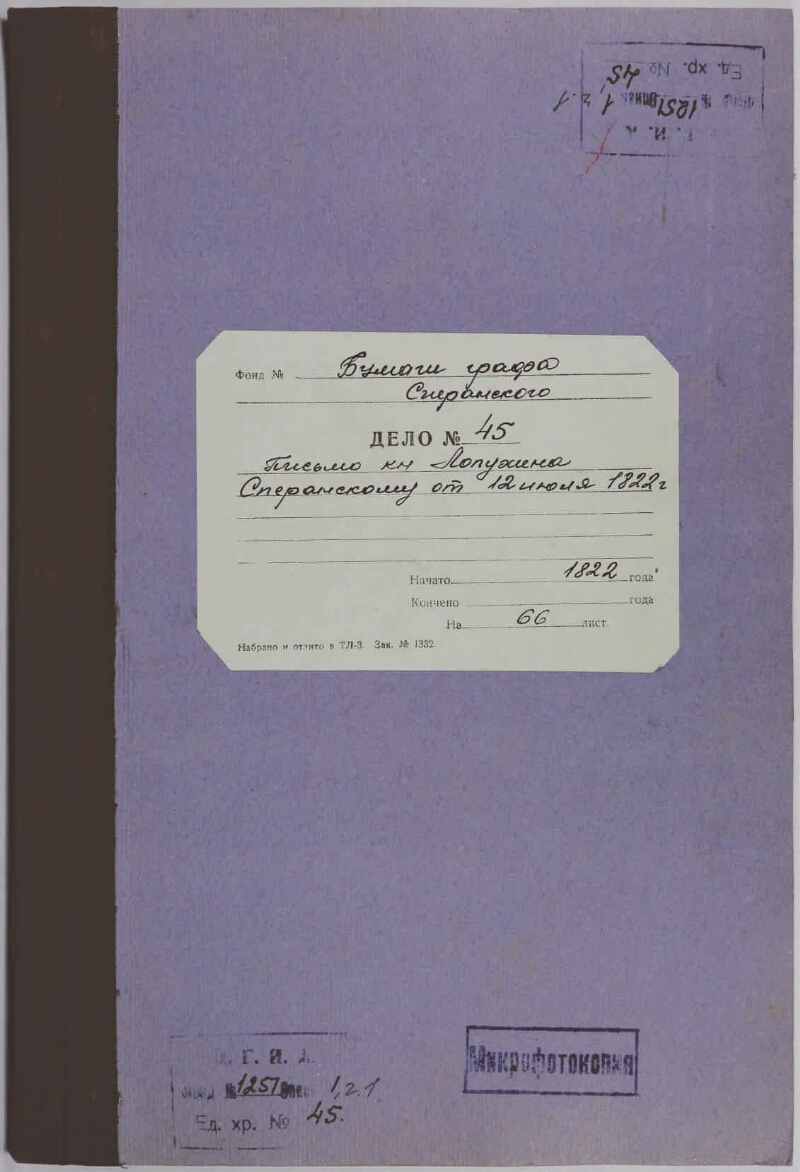 Ед. хр. № 45
1251 1, г. 1
Фонд № Бумаги графа
Сперанского
ДЕЛО № 45
Письмо кн Лопухина
Сперанскому от 12 июля 1822 г
Начато 1822 года
Кончено года
На 66 лист.
Набрано и отлито в ТЛ-3. Зак. № 1332.
Г. И. А.
№ 1251 1, г. 1
Ед. хр. № 45.
Микрофотокопия